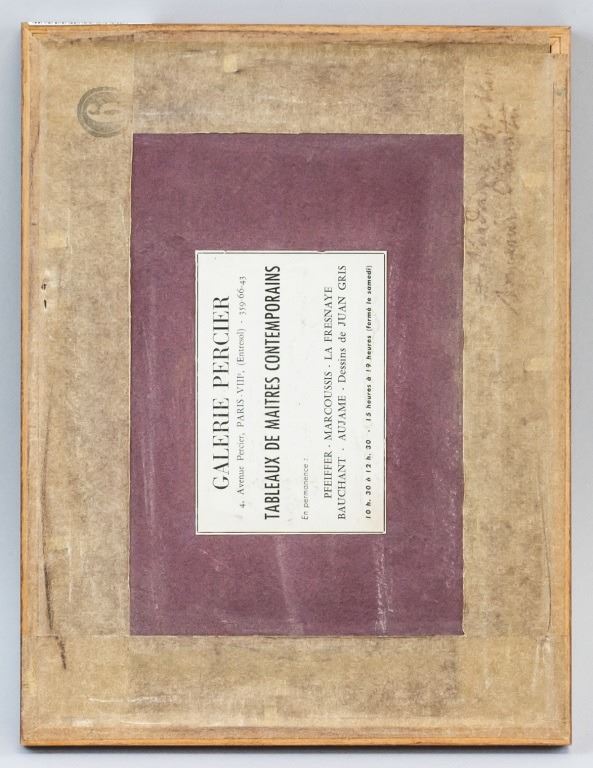 GALERIE PERCIER
4, Avenue Percier, PARIS-VIIIᵉ, (Entresol) - 359-66-43
TABLEAUX DE MAITRES CONTEMPORAINS
En permanence :
PFEIFFER - MARCOUSSIS - LA FRESNAYE
BAUCHANT - AUJAME - Dessins de JUAN GRIS
10 h. 30 à 12 h. 30 - 15 heures à 19 heures (fermé le samedi)